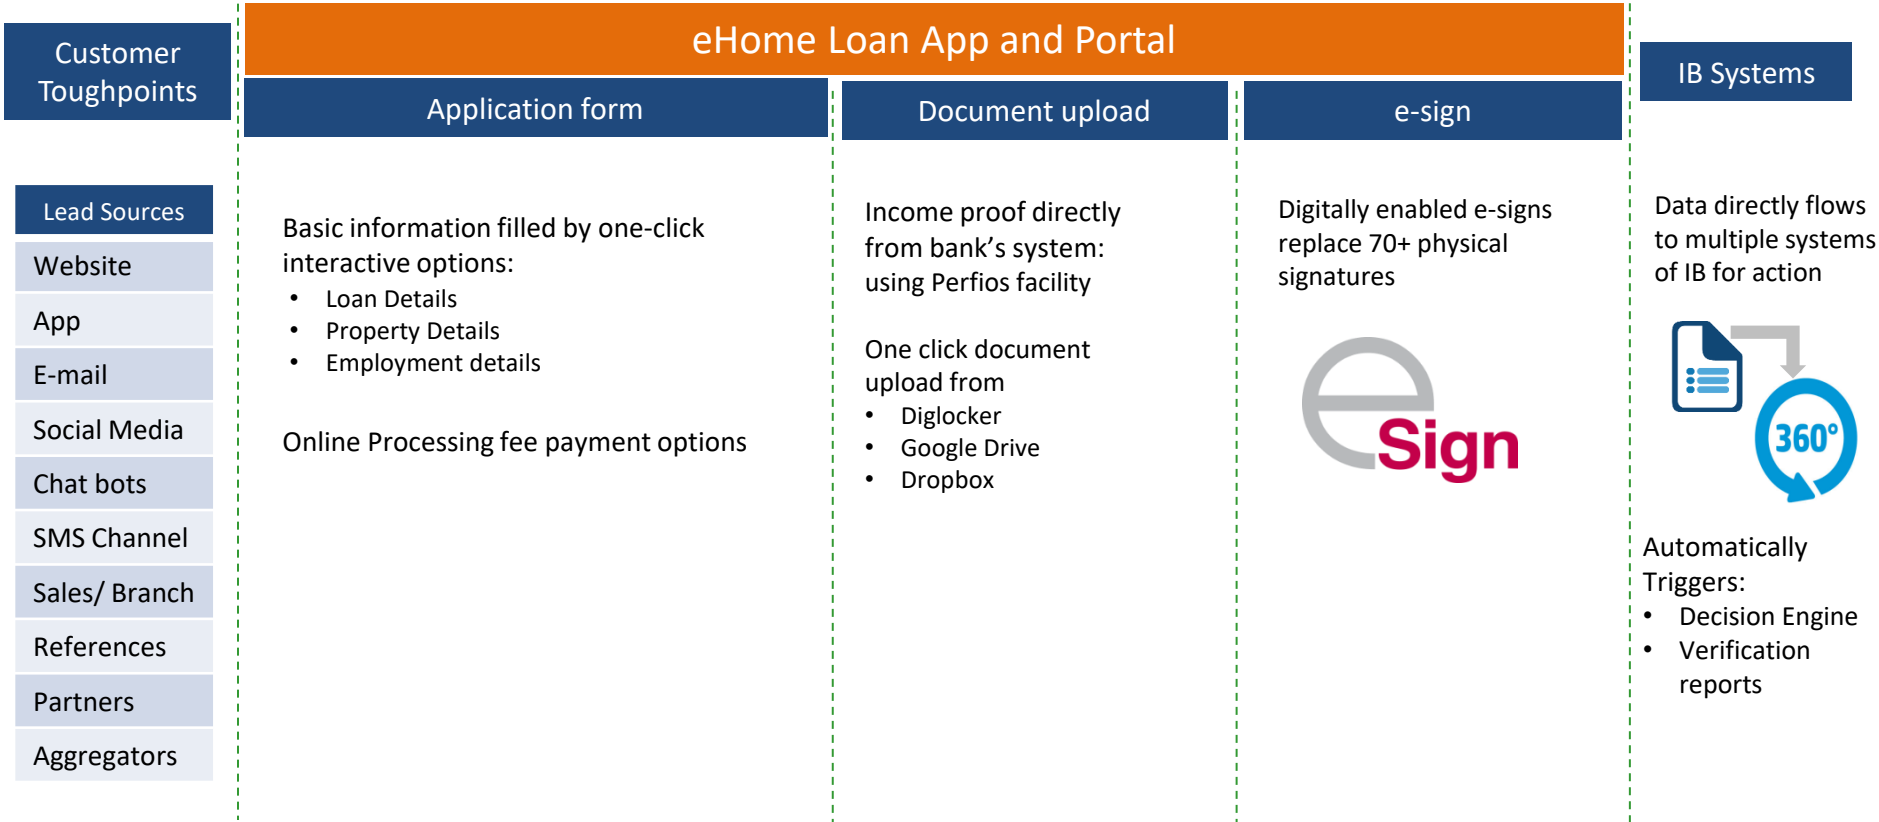 Customer
Toughpoints
eHome Loan App and Portal
IB Systems
Application form
Document upload
e-sign
Lead Sources
Website
App
E-mail
Social Media
Chat bots
SMS Channel
Sales/ Branch
References
Partners
Aggregators
Basic information filled by one-click
interactive options:
• Loan Details
• Property Details
• Employment details
Online Processing fee payment options
Income proof directly
from bank's system:
using Perfios facility
One click document
upload from
• Diglocker
• Google Drive
• Dropbox
Digitally enabled e-signs
replace 70+ physical
signatures
eSign
Data directly flows
to multiple systems
of IB for action
360°
Automatically
Triggers:
• Decision Engine
• Verification
reports